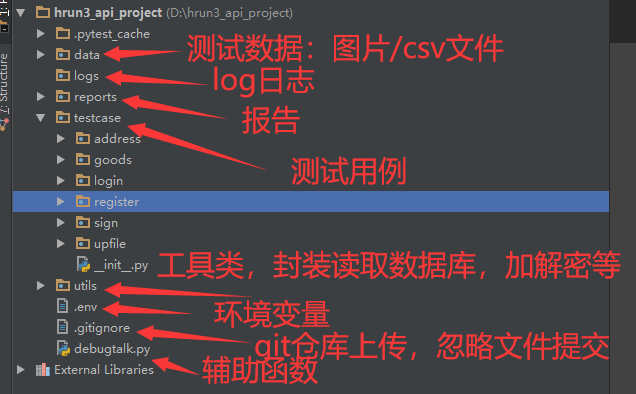 hrun3_api_project (D:\hrun3_api_project)
.pytest_cache
data
测试数据：图片/csv文件
logs
log日志
reports
报告
testcase
测试用例
address
goods
login
register
sign
upfile
__init__.py
工具类，封装读取数据库，加解密等
utils
.env
环境变量
.gitignore
git仓库上传，忽略文件提交
debugtalk.py
辅助函数
External Libraries
7: Structure